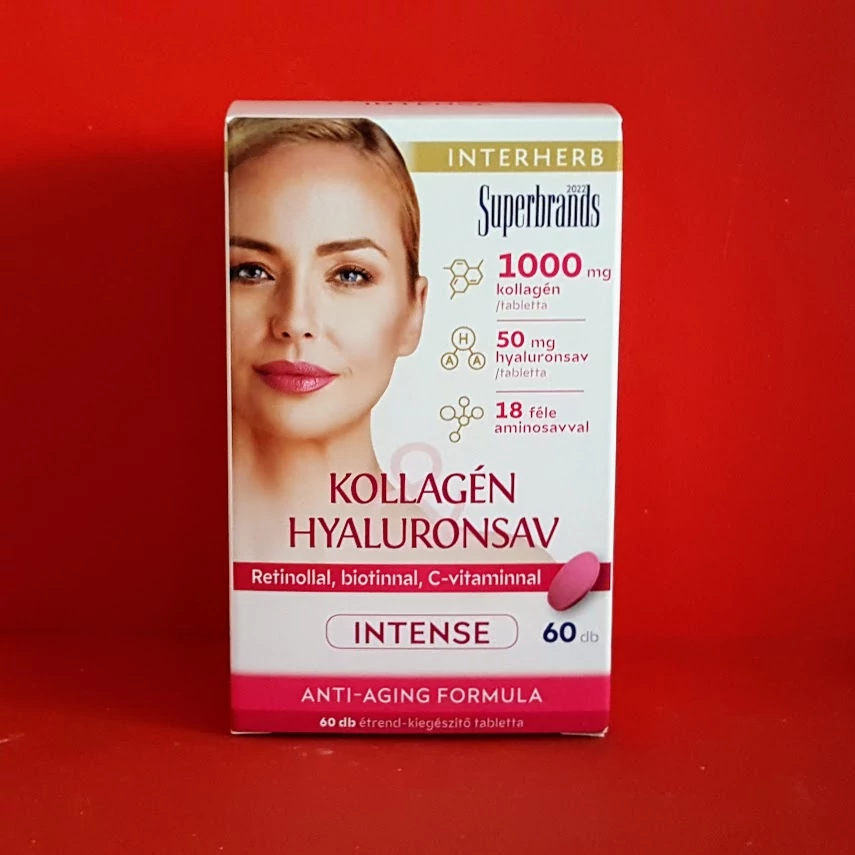 INTENSE
INTERHERB
2022
Superbrands
1000 mg
kollagén
/tabletta
50 mg
hyaluronsav
/tabletta
H
A A
18 féle
aminosavval
KOLLAGÉN
HYALURONSAV
Retinollal, biotinnal, C-vitaminnal
INTENSE
60 db
ANTI-AGING FORMULA
60 db étrend-kiegészítő tabletta